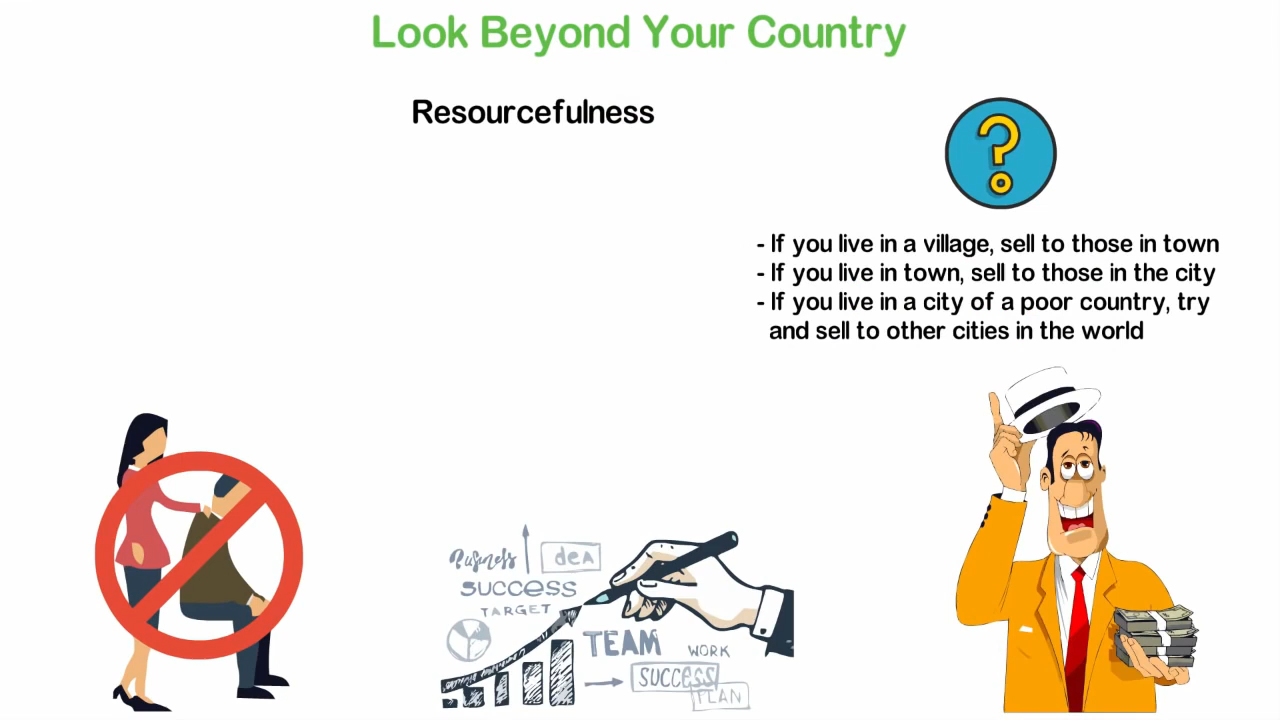 Look Beyond Your Country
Resourcefulness
- If you live in a village, sell to those in town
- If you live in town, sell to those in the city
- If you live in a city of a poor country, try
and sell to other cities in the world
Business
deA
SUCCESS
TARGET
TEAM
WORK
SUCCESS
PLAN